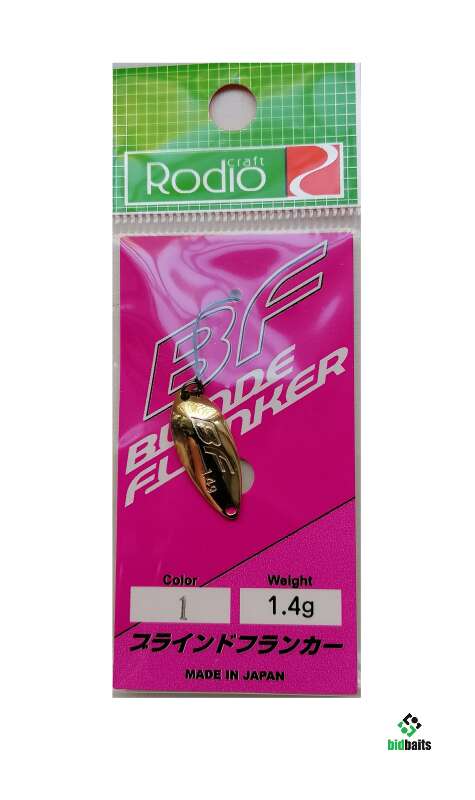 craft
Rodio
BF
BLINDE
FLANKER
BF
1.4g
Color
Weight
1
1.4g
ブラインドフランカー
MADE IN JAPAN
bidbaits